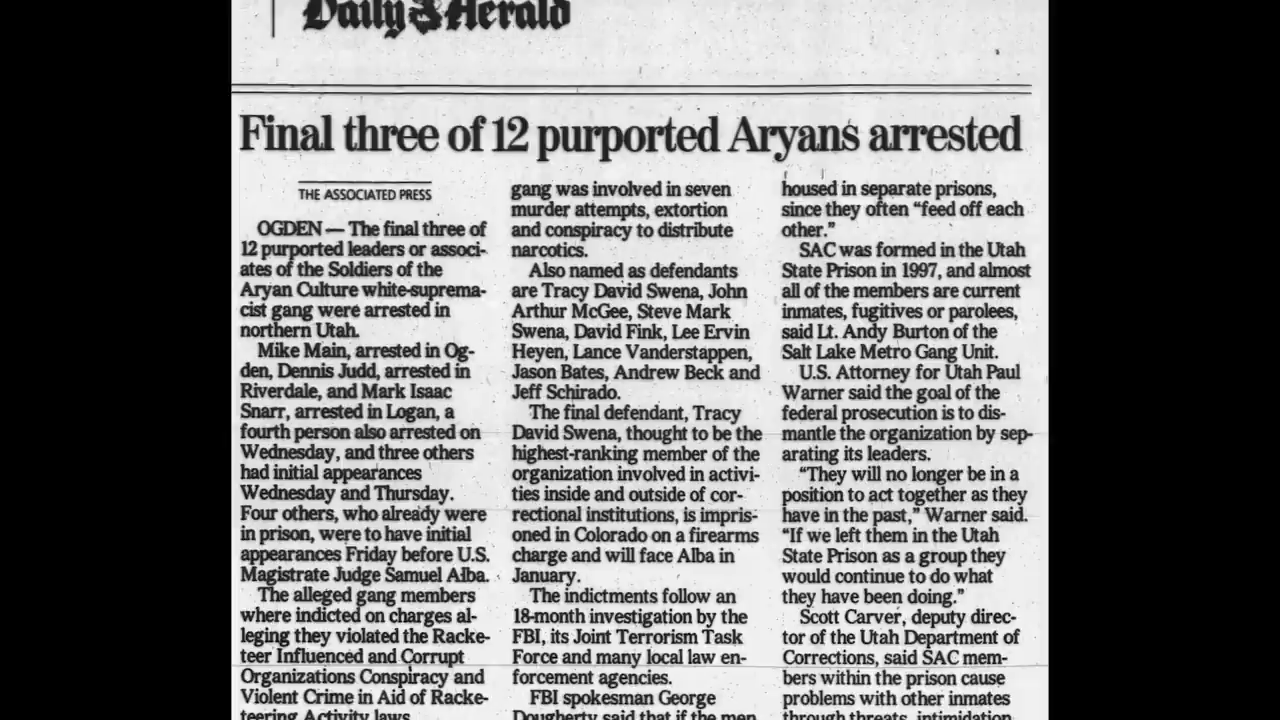 Daily Herald
Final three of 12 purported Aryans arrested
THE ASSOCIATED PRESS
OGDEN — The final three of
12 purported leaders or associ-
ates of the Soldiers of the
Aryan Culture white-suprema-
cist gang were arrested in
northern Utah.
Mike Main, arrested in Og-
den, Dennis Judd, arrested in
Riverdale, and Mark Isaac
Snarr, arrested in Logan, a
fourth person also arrested on
Wednesday, and three others
had initial appearances
Wednesday and Thursday.
Four others, who already were
in prison, were to have initial
appearances Friday before U.S.
Magistrate Judge Samuel Alba.
The alleged gang members
where indicted on charges al-
leging they violated the Racke-
teer Influenced and Corrupt
Organizations Conspiracy and
Violent Crime in Aid of Racke-
teering Activity laws.
gang was involved in seven
murder attempts, extortion
and conspiracy to distribute
narcotics.
Also named as defendants
are Tracy David Swena, John
Arthur McGee, Steve Mark
Swena, David Fink, Lee Ervin
Heyen, Lance Vanderstappen,
Jason Bates, Andrew Beck and
Jeff Schirado.
The final defendant, Tracy
David Swena, thought to be the
highest-ranking member of the
organization involved in activi-
ties inside and outside of cor-
rectional institutions, is impris-
oned in Colorado on a firearms
charge and will face Alba in
January.
The indictments follow an
18-month investigation by the
FBI, its Joint Terrorism Task
Force and many local law en-
forcement agencies.
FBI spokesman George
Dougherty said that if the men
housed in separate prisons,
since they often “feed off each
other.”
SAC was formed in the Utah
State Prison in 1997, and almost
all of the members are current
inmates, fugitives or parolees,
said Lt. Andy Burton of the
Salt Lake Metro Gang Unit.
U.S. Attorney for Utah Paul
Warner said the goal of the
federal prosecution is to dis-
mantle the organization by sep-
arating its leaders.
“They will no longer be in a
position to act together as they
have in the past,” Warner said.
“If we left them in the Utah
State Prison as a group they
would continue to do what
they have been doing.”
Scott Carver, deputy direc-
tor of the Utah Department of
Corrections, said SAC mem-
bers within the prison cause
problems with other inmates
through threats, intimidation